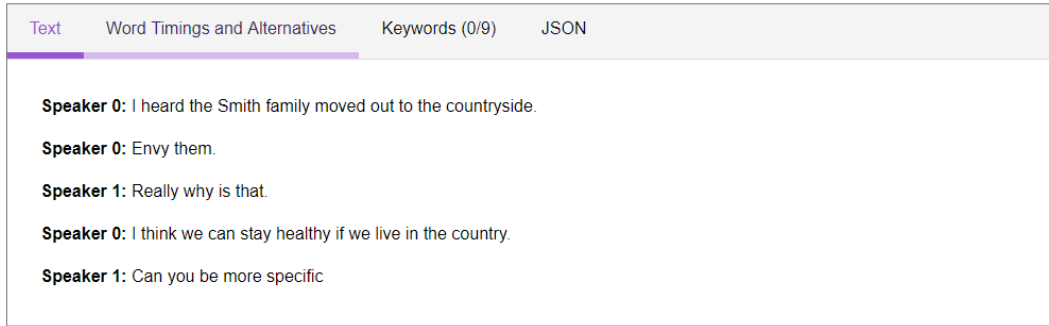 Text Word Timings and Alternatives Keywords (0/9) JSON
Speaker 0: I heard the Smith family moved out to the countryside.
Speaker 0: Envy them.
Speaker 1: Really why is that.
Speaker 0: I think we can stay healthy if we live in the country.
Speaker 1: Can you be more specific